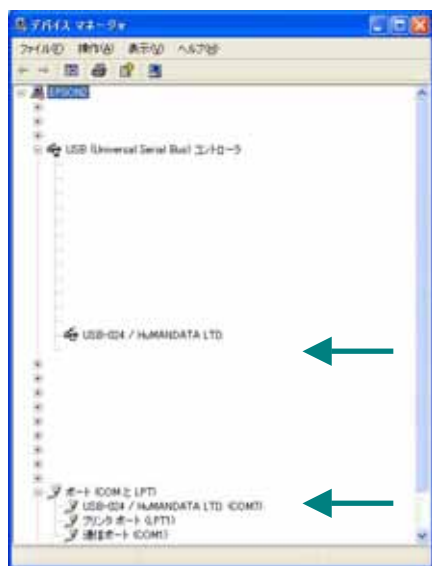 デバイス マネージャ
ファイル(F) 操作(A) 表示(V) ヘルプ(H)
EPSON2
USB (Universal Serial Bus) コントローラ
USB-024 / HuMANDATA LTD
ポート (COM と LPT)
USB-024 / HuMANDATA LTD (COM7)
プリンタ ポート (LPT1)
通信ポート (COM1)